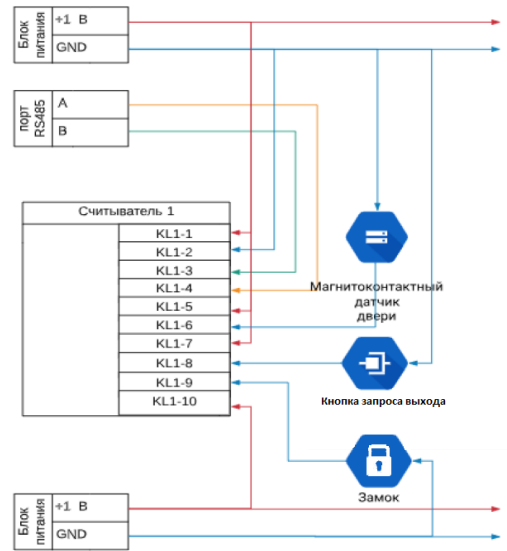 Блок
питания
+1 В
GND
порт
RS485
A
B
Считыватель 1
KL1-1
KL1-2
KL1-3
KL1-4
KL1-5
KL1-6
KL1-7
KL1-8
KL1-9
KL1-10
Магнитоконтактный
датчик
двери
Кнопка запроса выхода
Замок
Блок
питания
+1 В
GND